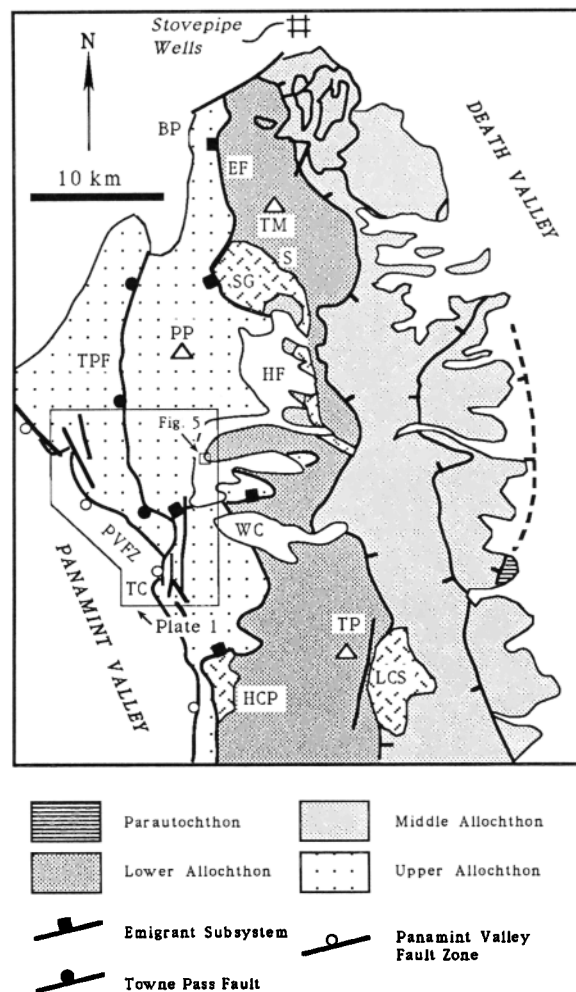 Stovepipe
Wells
N
BP
DEATH VALLEY
EF
10 km
TM
S
SG
PP
TPF
HF
Fig. 5
PVFZ
WC
TC
Plate 1
PANAMINT VALLEY
TP
LCS
HCP
Parautochthon
Middle Allochthon
Lower Allochthon
Upper Allochthon
Emigrant Subsystem
Panamint Valley
Fault Zone
Towne Pass Fault